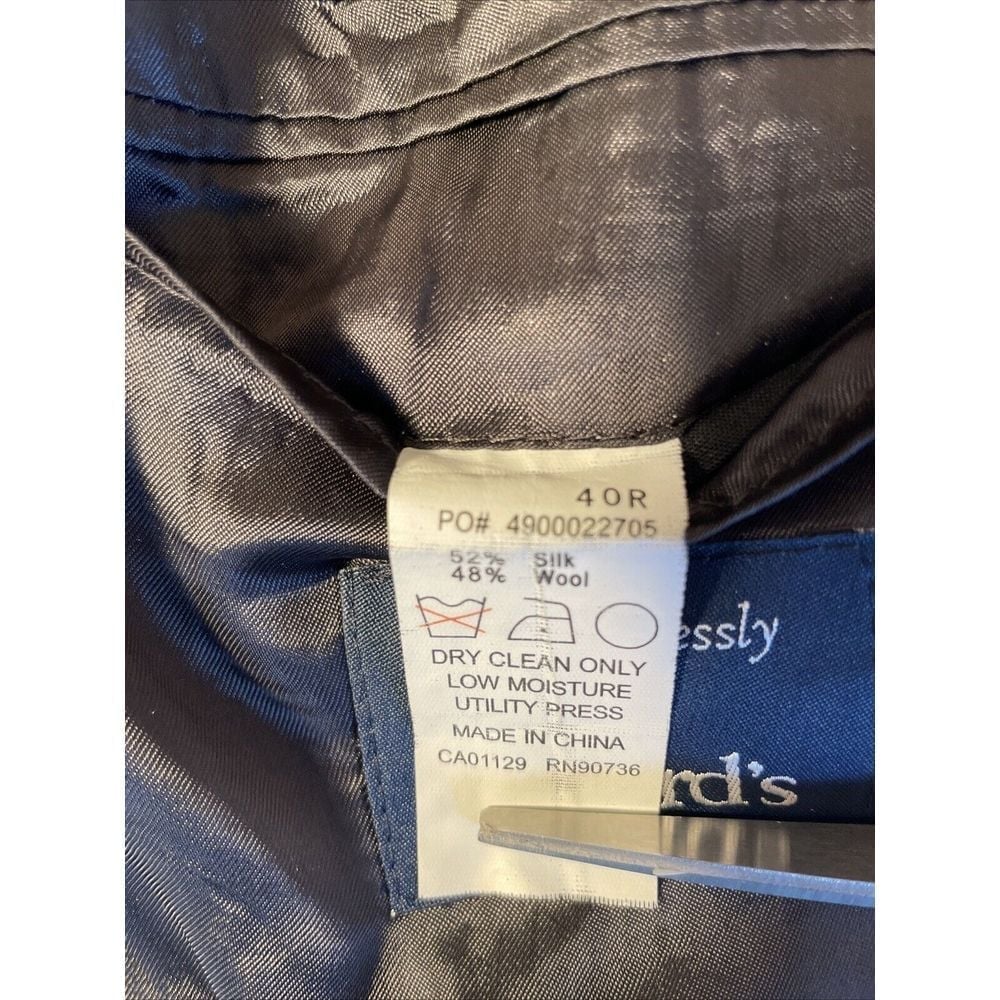 40R
PO# 4900022705
52% Silk
48% Wool
DRY CLEAN ONLY
LOW MOISTURE
UTILITY PRESS
MADE IN CHINA
CA01129 RN90736
essly
rd's